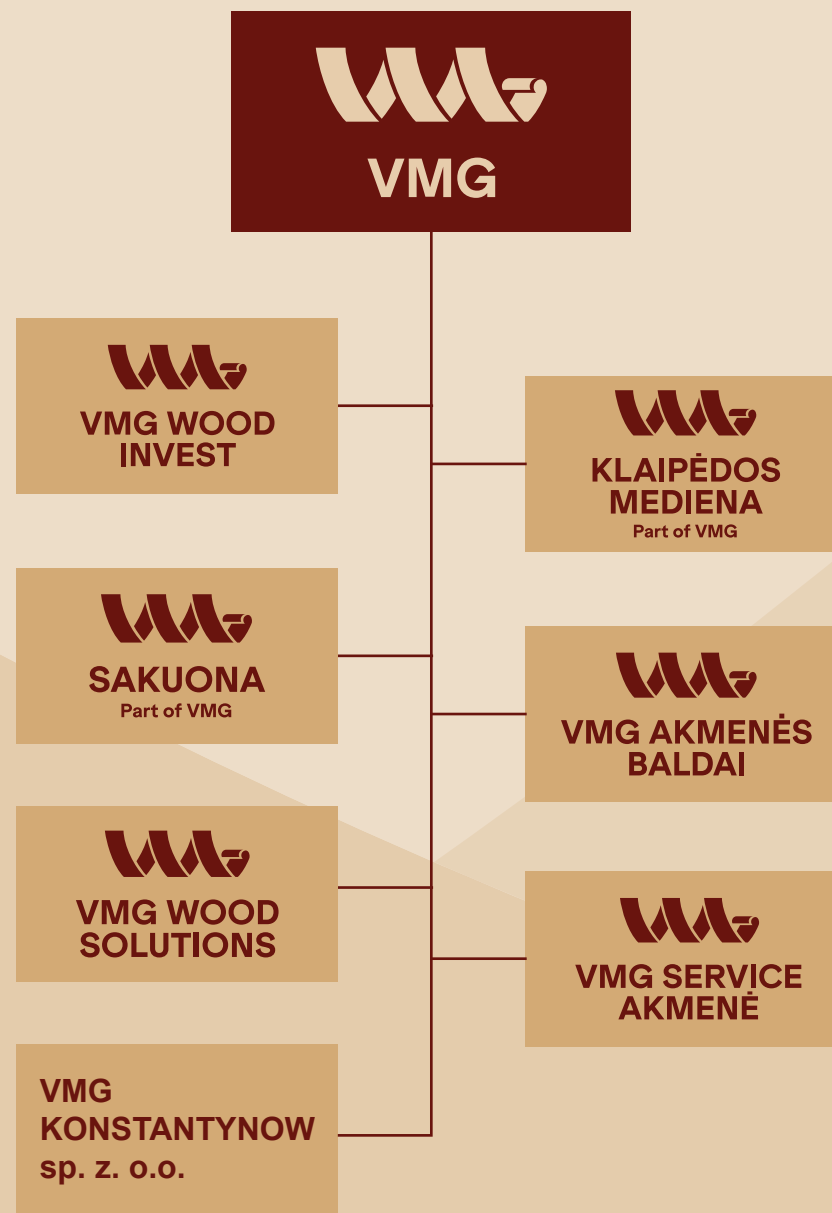 VMG
VMG WOOD
INVEST
KLAIPĖDOS
MEDIENA
Part of VMG
SAKUONA
Part of VMG
VMG AKMENĖS
BALDAI
VMG WOOD
SOLUTIONS
VMG SERVICE
AKMENĖ
VMG
KONSTANTYNOW
sp. z. o.o.